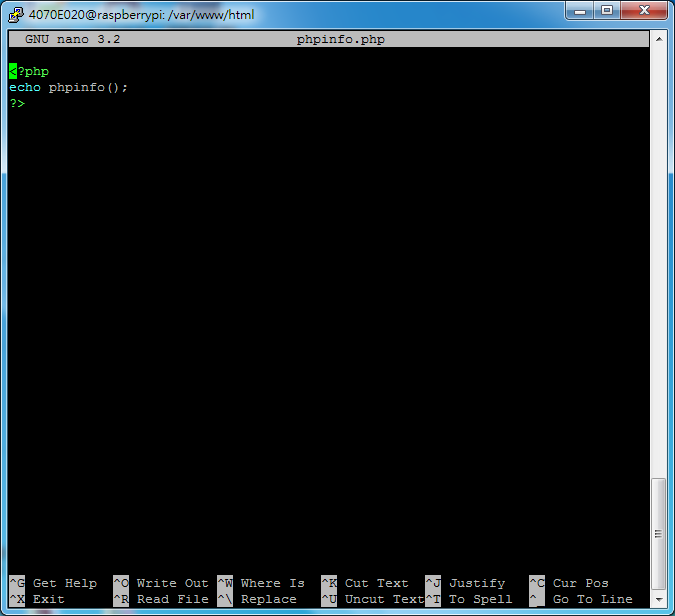 4070E020@raspberrypi: /var/www/html
GNU nano 3.2 phpinfo.php
<?php
echo phpinfo();
?>
^G Get Help ^O Write Out ^W Where Is ^K Cut Text ^J Justify ^C Cur Pos
^X Exit ^R Read File ^\ Replace ^U Uncut Text ^T To Spell ^_ Go To Line